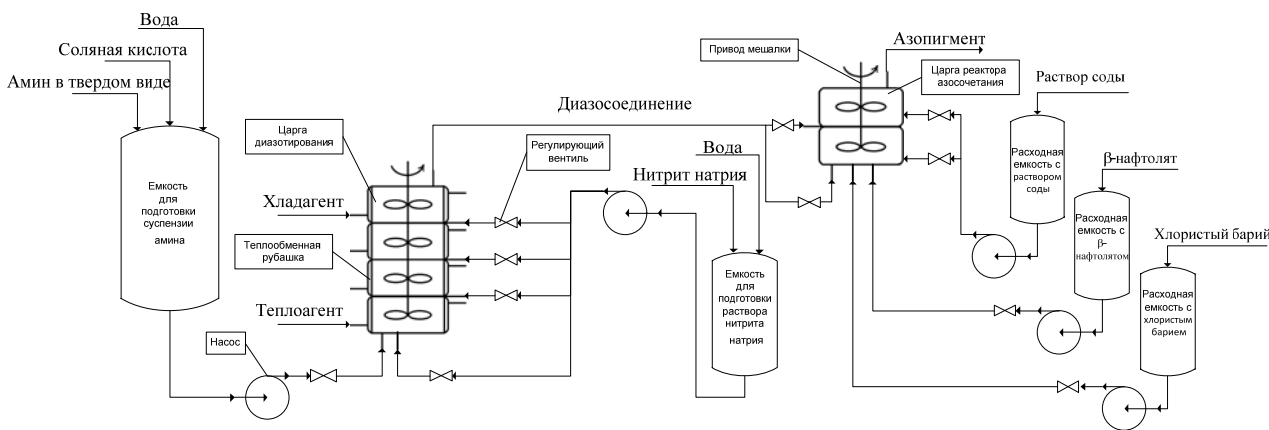 Вода
Соляная кислота
Амин в твердом виде
Емкость
для
подготовки
суспензии
амина
Царга
диазотирования
Хладагент
Теплообменная
рубашка
Теплоагент
Насос
Диазосоединение
Регулирующий
вентиль
Вода
Нитрит натрия
Емкость
для
подготовки
раствора
нитрита
натрия
Привод мешалки
Азопигмент
Царга реактора
азосочетания
Раствор соды
Расходная
емкость с
раствором
соды
β-нафтолят
Расходная
емкость с
β-
нафтолятом
Хлористый барий
Расходная
емкость с
хлористым
барием